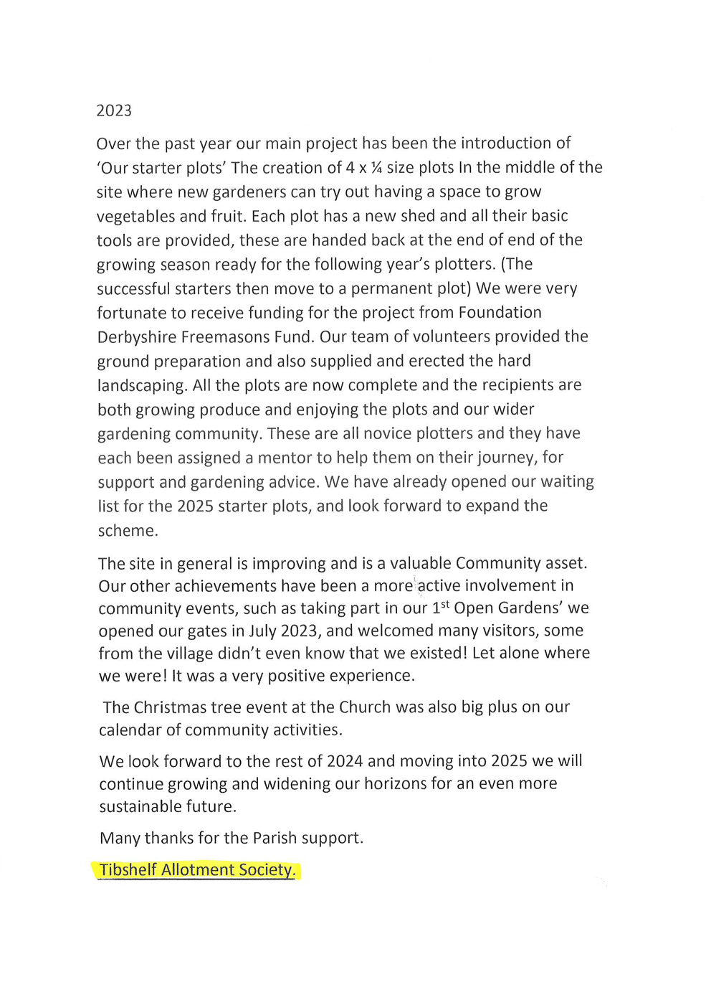 2023
Over the past year our main project has been the introduction of
‘Our starter plots’ The creation of 4 x ¼ size plots In the middle of the
site where new gardeners can try out having a space to grow
vegetables and fruit. Each plot has a new shed and all their basic
tools are provided, these are handed back at the end of end of the
growing season ready for the following year’s plotters. (The
successful starters then move to a permanent plot) We were very
fortunate to receive funding for the project from Foundation
Derbyshire Freemasons Fund. Our team of volunteers provided the
ground preparation and also supplied and erected the hard
landscaping. All the plots are now complete and the recipients are
both growing produce and enjoying the plots and our wider
gardening community. These are all novice plotters and they have
each been assigned a mentor to help them on their journey, for
support and gardening advice. We have already opened our waiting
list for the 2025 starter plots, and look forward to expand the
scheme.
The site in general is improving and is a valuable Community asset.
Our other achievements have been a more active involvement in
community events, such as taking part in our 1st Open Gardens’ we
opened our gates in July 2023, and welcomed many visitors, some
from the village didn’t even know that we existed! Let alone where
we were! It was a very positive experience.
The Christmas tree event at the Church was also big plus on our
calendar of community activities.
We look forward to the rest of 2024 and moving into 2025 we will
continue growing and widening our horizons for an even more
sustainable future.
Many thanks for the Parish support.
Tibshelf Allotment Society.